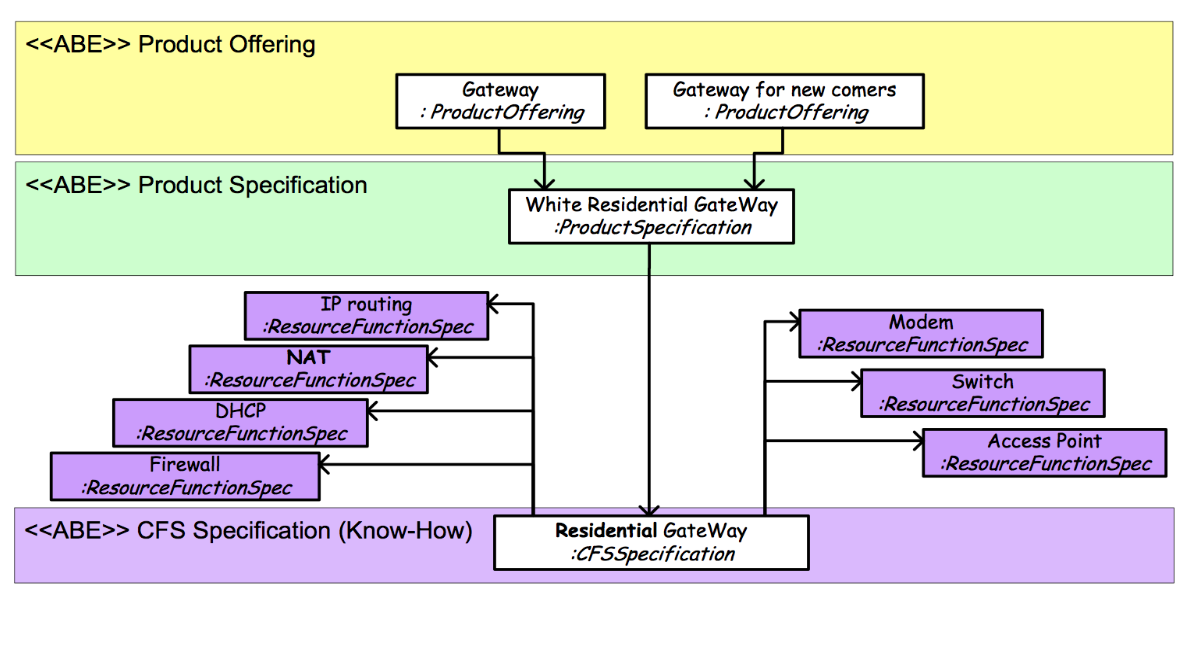 <<ABE>> Product Offering
Gateway
: ProductOffering
Gateway for new comers
: ProductOffering
<<ABE>> Product Specification
White Residential GateWay
:ProductSpecification
IP routing
:ResourceFunctionSpec
NAT
:ResourceFunctionSpec
DHCP
:ResourceFunctionSpec
Firewall
:ResourceFunctionSpec
Modem
:ResourceFunctionSpec
Switch
:ResourceFunctionSpec
Access Point
:ResourceFunctionSpec
<<ABE>> CFS Specification (Know-How)
Residential GateWay
:CFSSpecification